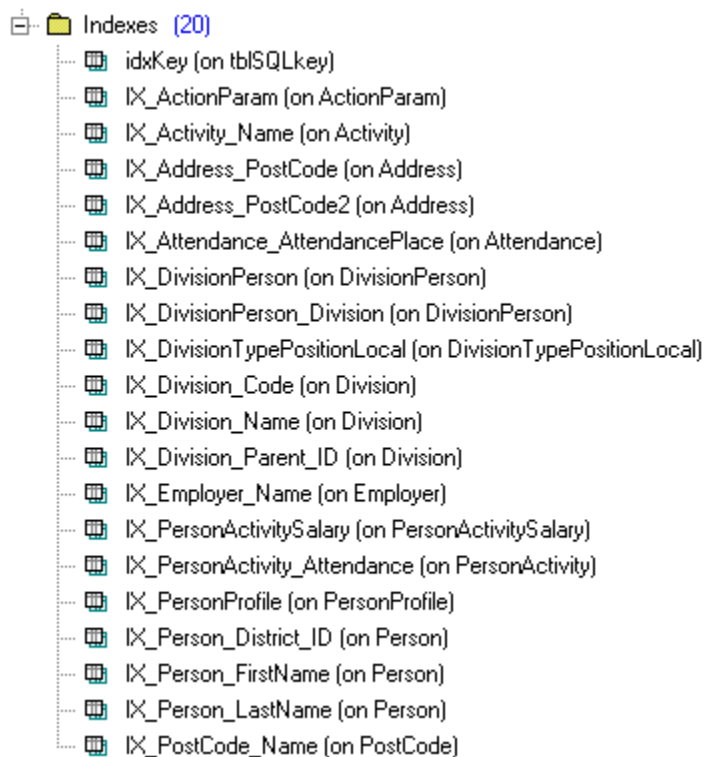 Indexes (20)
idxKey (on tblSQLkey)
IX_ActionParam (on ActionParam)
IX_Activity_Name (on Activity)
IX_Address_PostCode (on Address)
IX_Address_PostCode2 (on Address)
IX_Attendance_AttendancePlace (on Attendance)
IX_DivisionPerson (on DivisionPerson)
IX_DivisionPerson_Division (on DivisionPerson)
IX_DivisionTypePositionLocal (on DivisionTypePositionLocal)
IX_Division_Code (on Division)
IX_Division_Name (on Division)
IX_Division_Parent_ID (on Division)
IX_Employer_Name (on Employer)
IX_PersonActivitySalary (on PersonActivitySalary)
IX_PersonActivity_Attendance (on PersonActivity)
IX_PersonProfile (on PersonProfile)
IX_Person_District_ID (on Person)
IX_Person_FirstName (on Person)
IX_Person_LastName (on Person)
IX_PostCode_Name (on PostCode)